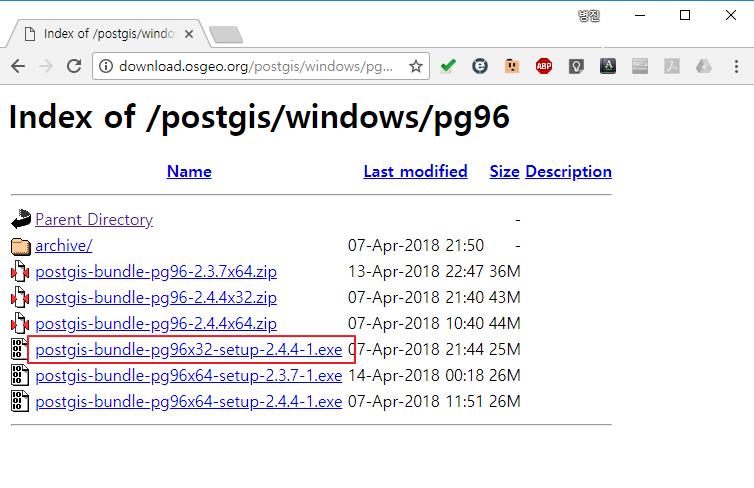 병진
Index of /postgis/windo
download.osgeo.org/postgis/windows/pg...
ABP
A
Index of /postgis/windows/pg96
Name Last modified Size Description
Parent Directory -
archive/ 07-Apr-2018 21:50 -
postgis-bundle-pg96-2.3.7x64.zip 13-Apr-2018 22:47 36M
postgis-bundle-pg96-2.4.4x32.zip 07-Apr-2018 21:40 43M
postgis-bundle-pg96-2.4.4x64.zip 07-Apr-2018 10:40 44M
postgis-bundle-pg96x32-setup-2.4.4-1.exe 07-Apr-2018 21:44 25M
postgis-bundle-pg96x64-setup-2.3.7-1.exe 14-Apr-2018 00:18 26M
postgis-bundle-pg96x64-setup-2.4.4-1.exe 07-Apr-2018 11:51 26M